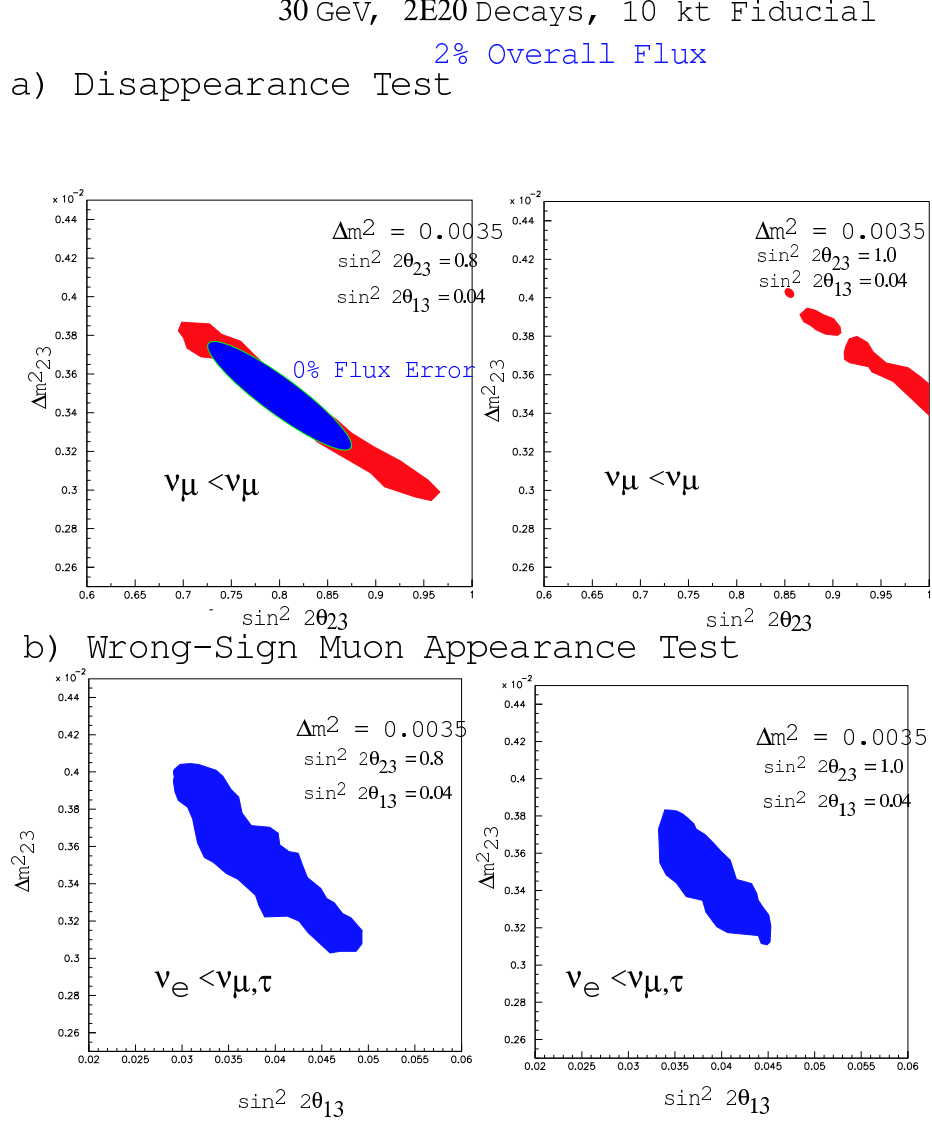 30 GeV, 2E20 Decays, 10 kt Fiducial
2% Overall Flux
a) Disappearance Test
x 10⁻²
0.44
0.42
0.4
0.38
0.36
0.34
0.32
0.3
0.28
0.26
Δm²23
Δm2 = 0.0035
sin² 2θ23 = 0.8
sin² 2θ13 = 0.04
0% Flux Error
νμ <νμ
0.6 0.65 0.7 0.75 0.8 0.85 0.9 0.95 1
sin² 2θ23
x 10⁻²
0.44
0.42
0.4
0.38
0.36
0.34
0.32
0.3
0.28
0.26
Δm²23
Δm2 = 0.0035
sin² 2θ23 = 1.0
sin² 2θ13 = 0.04
νμ <νμ
0.6 0.65 0.7 0.75 0.8 0.85 0.9 0.95 1
sin² 2θ23
b) Wrong-Sign Muon Appearance Test
x 10⁻²
0.44
0.42
0.4
0.38
0.36
0.34
0.32
0.3
0.28
0.26
Δm²23
Δm2 = 0.0035
sin² 2θ23 = 0.8
sin² 2θ13 = 0.04
νe <νμ,τ
0.02 0.025 0.03 0.035 0.04 0.045 0.05 0.055 0.06
sin² 2θ13
x 10⁻²
0.44
0.42
0.4
0.38
0.36
0.34
0.32
0.3
0.28
0.26
Δm²23
Δm2 = 0.0035
sin² 2θ23 = 1.0
sin² 2θ13 = 0.04
νe <νμ,τ
0.02 0.025 0.03 0.035 0.04 0.045 0.05 0.055 0.06
sin² 2θ13